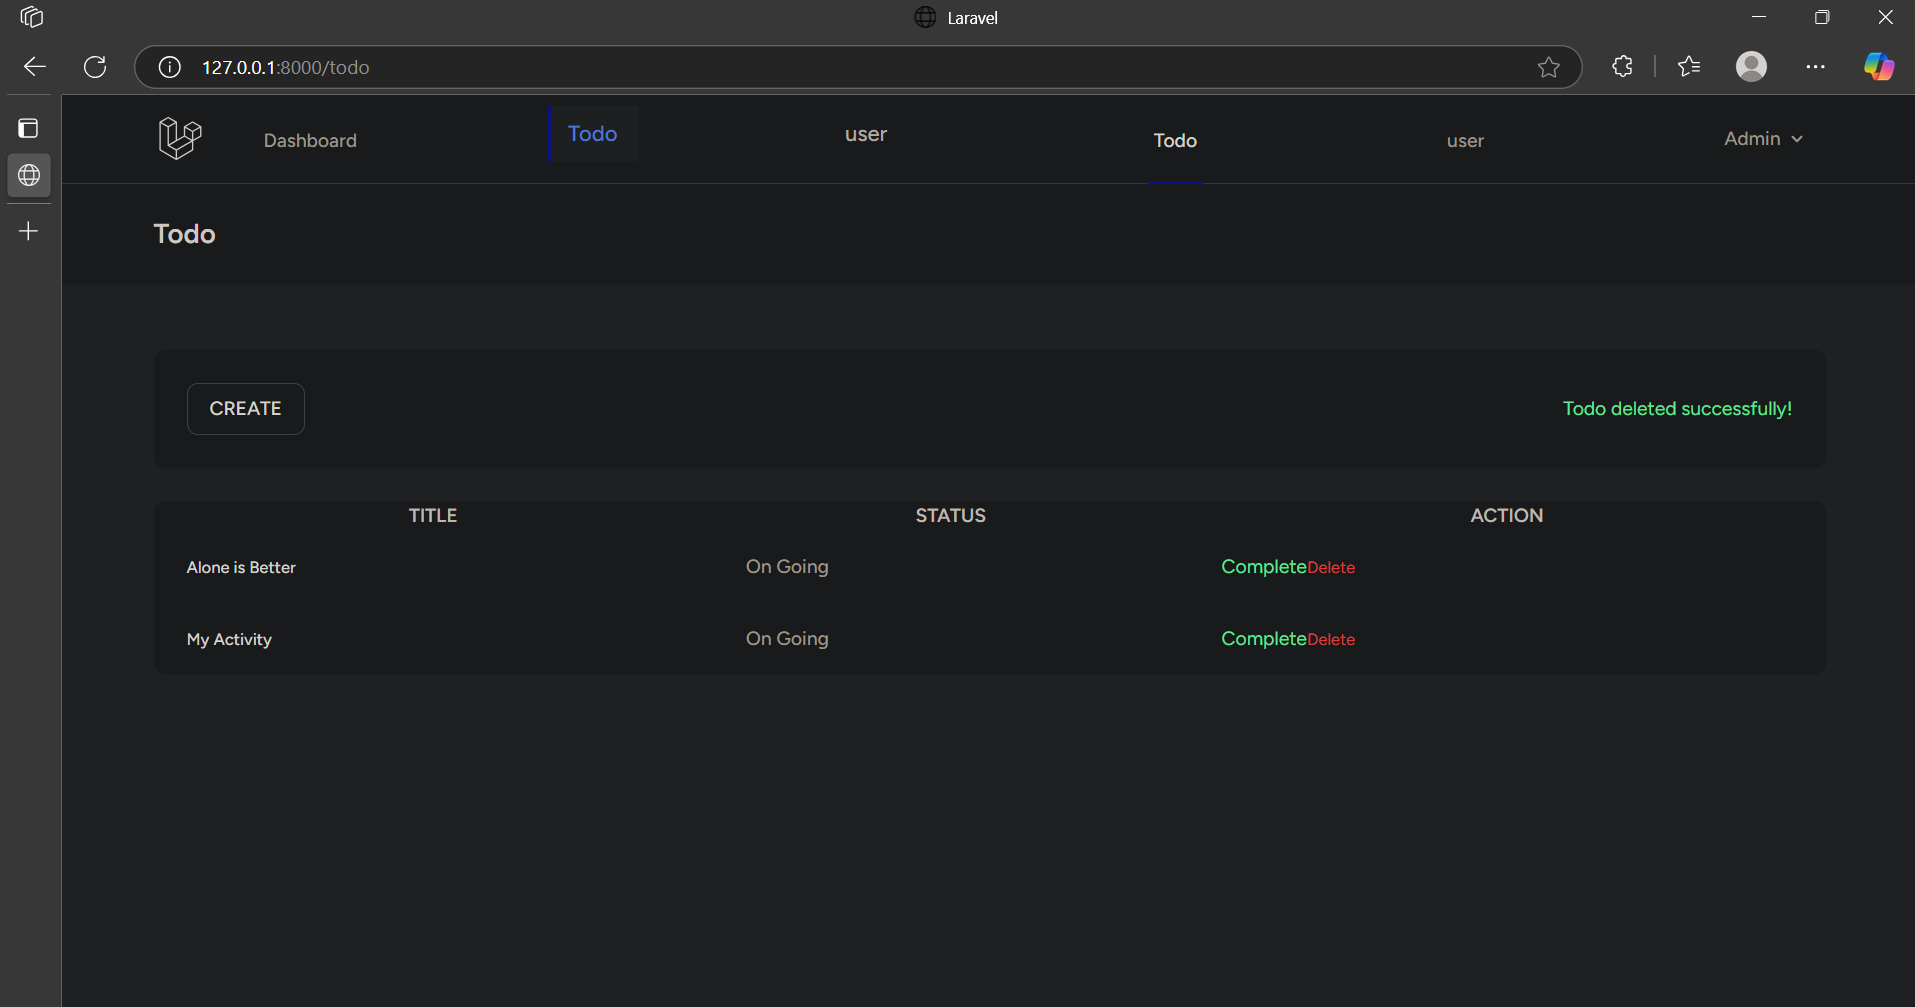 Laravel
127.0.0.1:8000/todo
Dashboard Todo user Todo user Admin
Todo
CREATE Todo deleted successfully!
TITLE STATUS ACTION
Alone is Better On Going CompleteDelete
My Activity On Going CompleteDelete